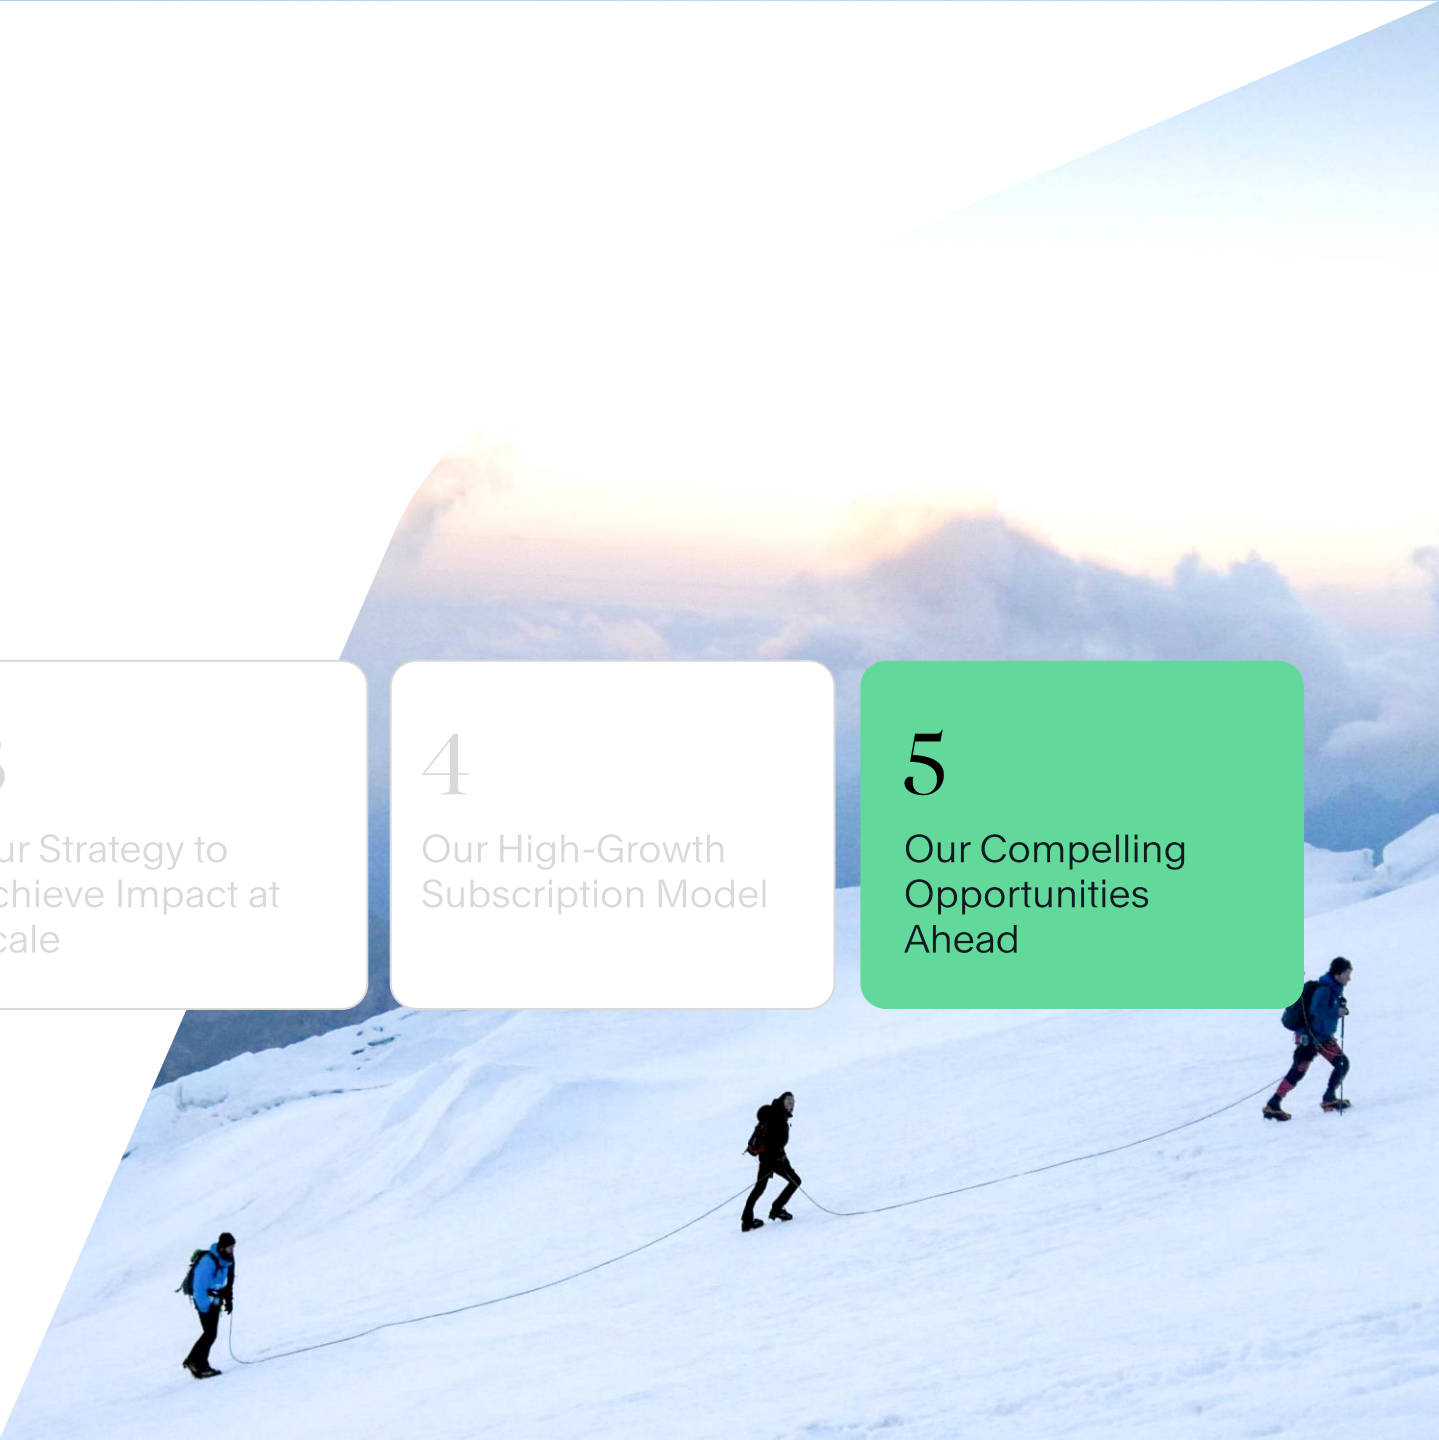 ur Strategy to
chieve Impact at
cale
4
Our High-Growth
Subscription Model
5
Our Compelling
Opportunities
Ahead